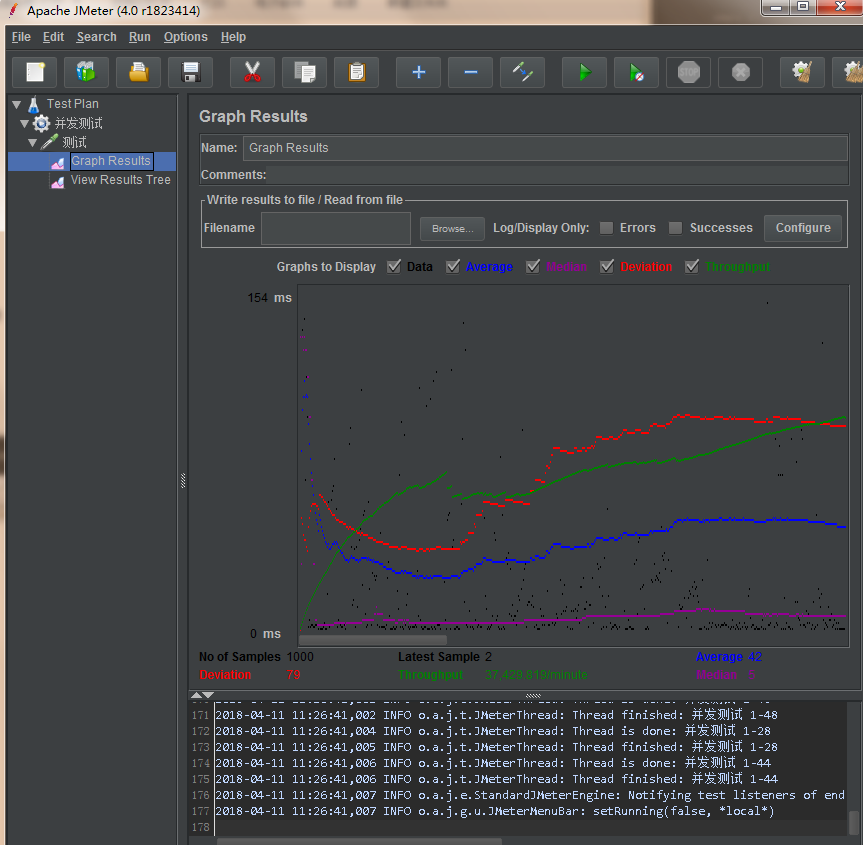 Apache JMeter (4.0 r1823414)
File Edit Search Run Options Help
STOP
Test Plan
并发测试
测试
Graph Results
View Results Tree
Graph Results
Name: Graph Results
Comments:
Write results to file / Read from file
Filename Browse... Log/Display Only: Errors Successes Configure
Graphs to Display Data Average Median Deviation Throughput
154 ms
0 ms
No of Samples 1000 Latest Sample 2 Average 42
Deviation 79 Throughput 37,429.819/minute Median
171 2018-04-11 11:26:41,002 INFO o.a.j.t.JMeterThread: Thread finished: 并发测试 1-48
172 2018-04-11 11:26:41,004 INFO o.a.j.t.JMeterThread: Thread is done: 并发测试 1-28
173 2018-04-11 11:26:41,005 INFO o.a.j.t.JMeterThread: Thread finished: 并发测试 1-28
174 2018-04-11 11:26:41,006 INFO o.a.j.t.JMeterThread: Thread is done: 并发测试 1-44
175 2018-04-11 11:26:41,006 INFO o.a.j.t.JMeterThread: Thread finished: 并发测试 1-44
176 2018-04-11 11:26:41,007 INFO o.a.j.e.StandardJMeterEngine: Notifying test listeners of end
177 2018-04-11 11:26:41,007 INFO o.a.j.g.u.JMeterMenuBar: setRunning(false, *local*)
178